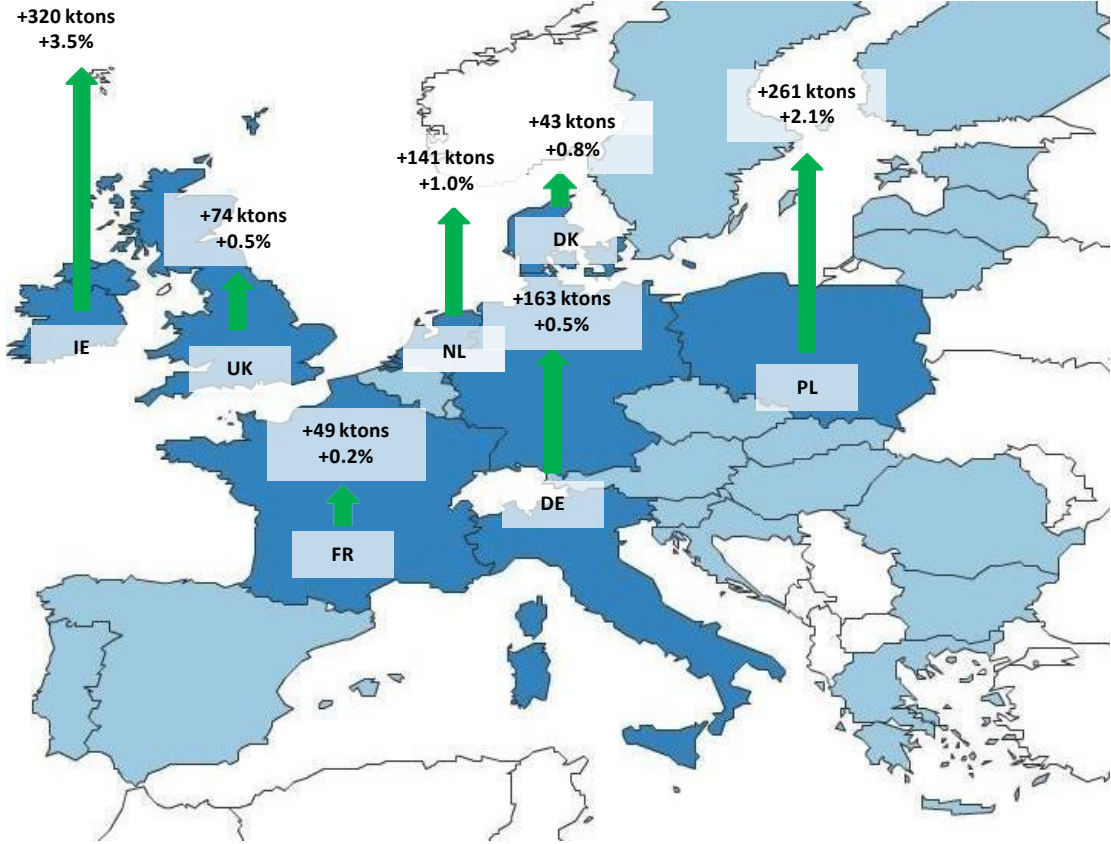 +320 ktons
+3.5%
+261 ktons
+2.1%
+43 ktons
+0.8%
+141 ktons
+1.0%
+74 ktons
+0.5%
DK
+163 ktons
+0.5%
IE
UK
NL
PL
+49 ktons
+0.2%
DE
FR